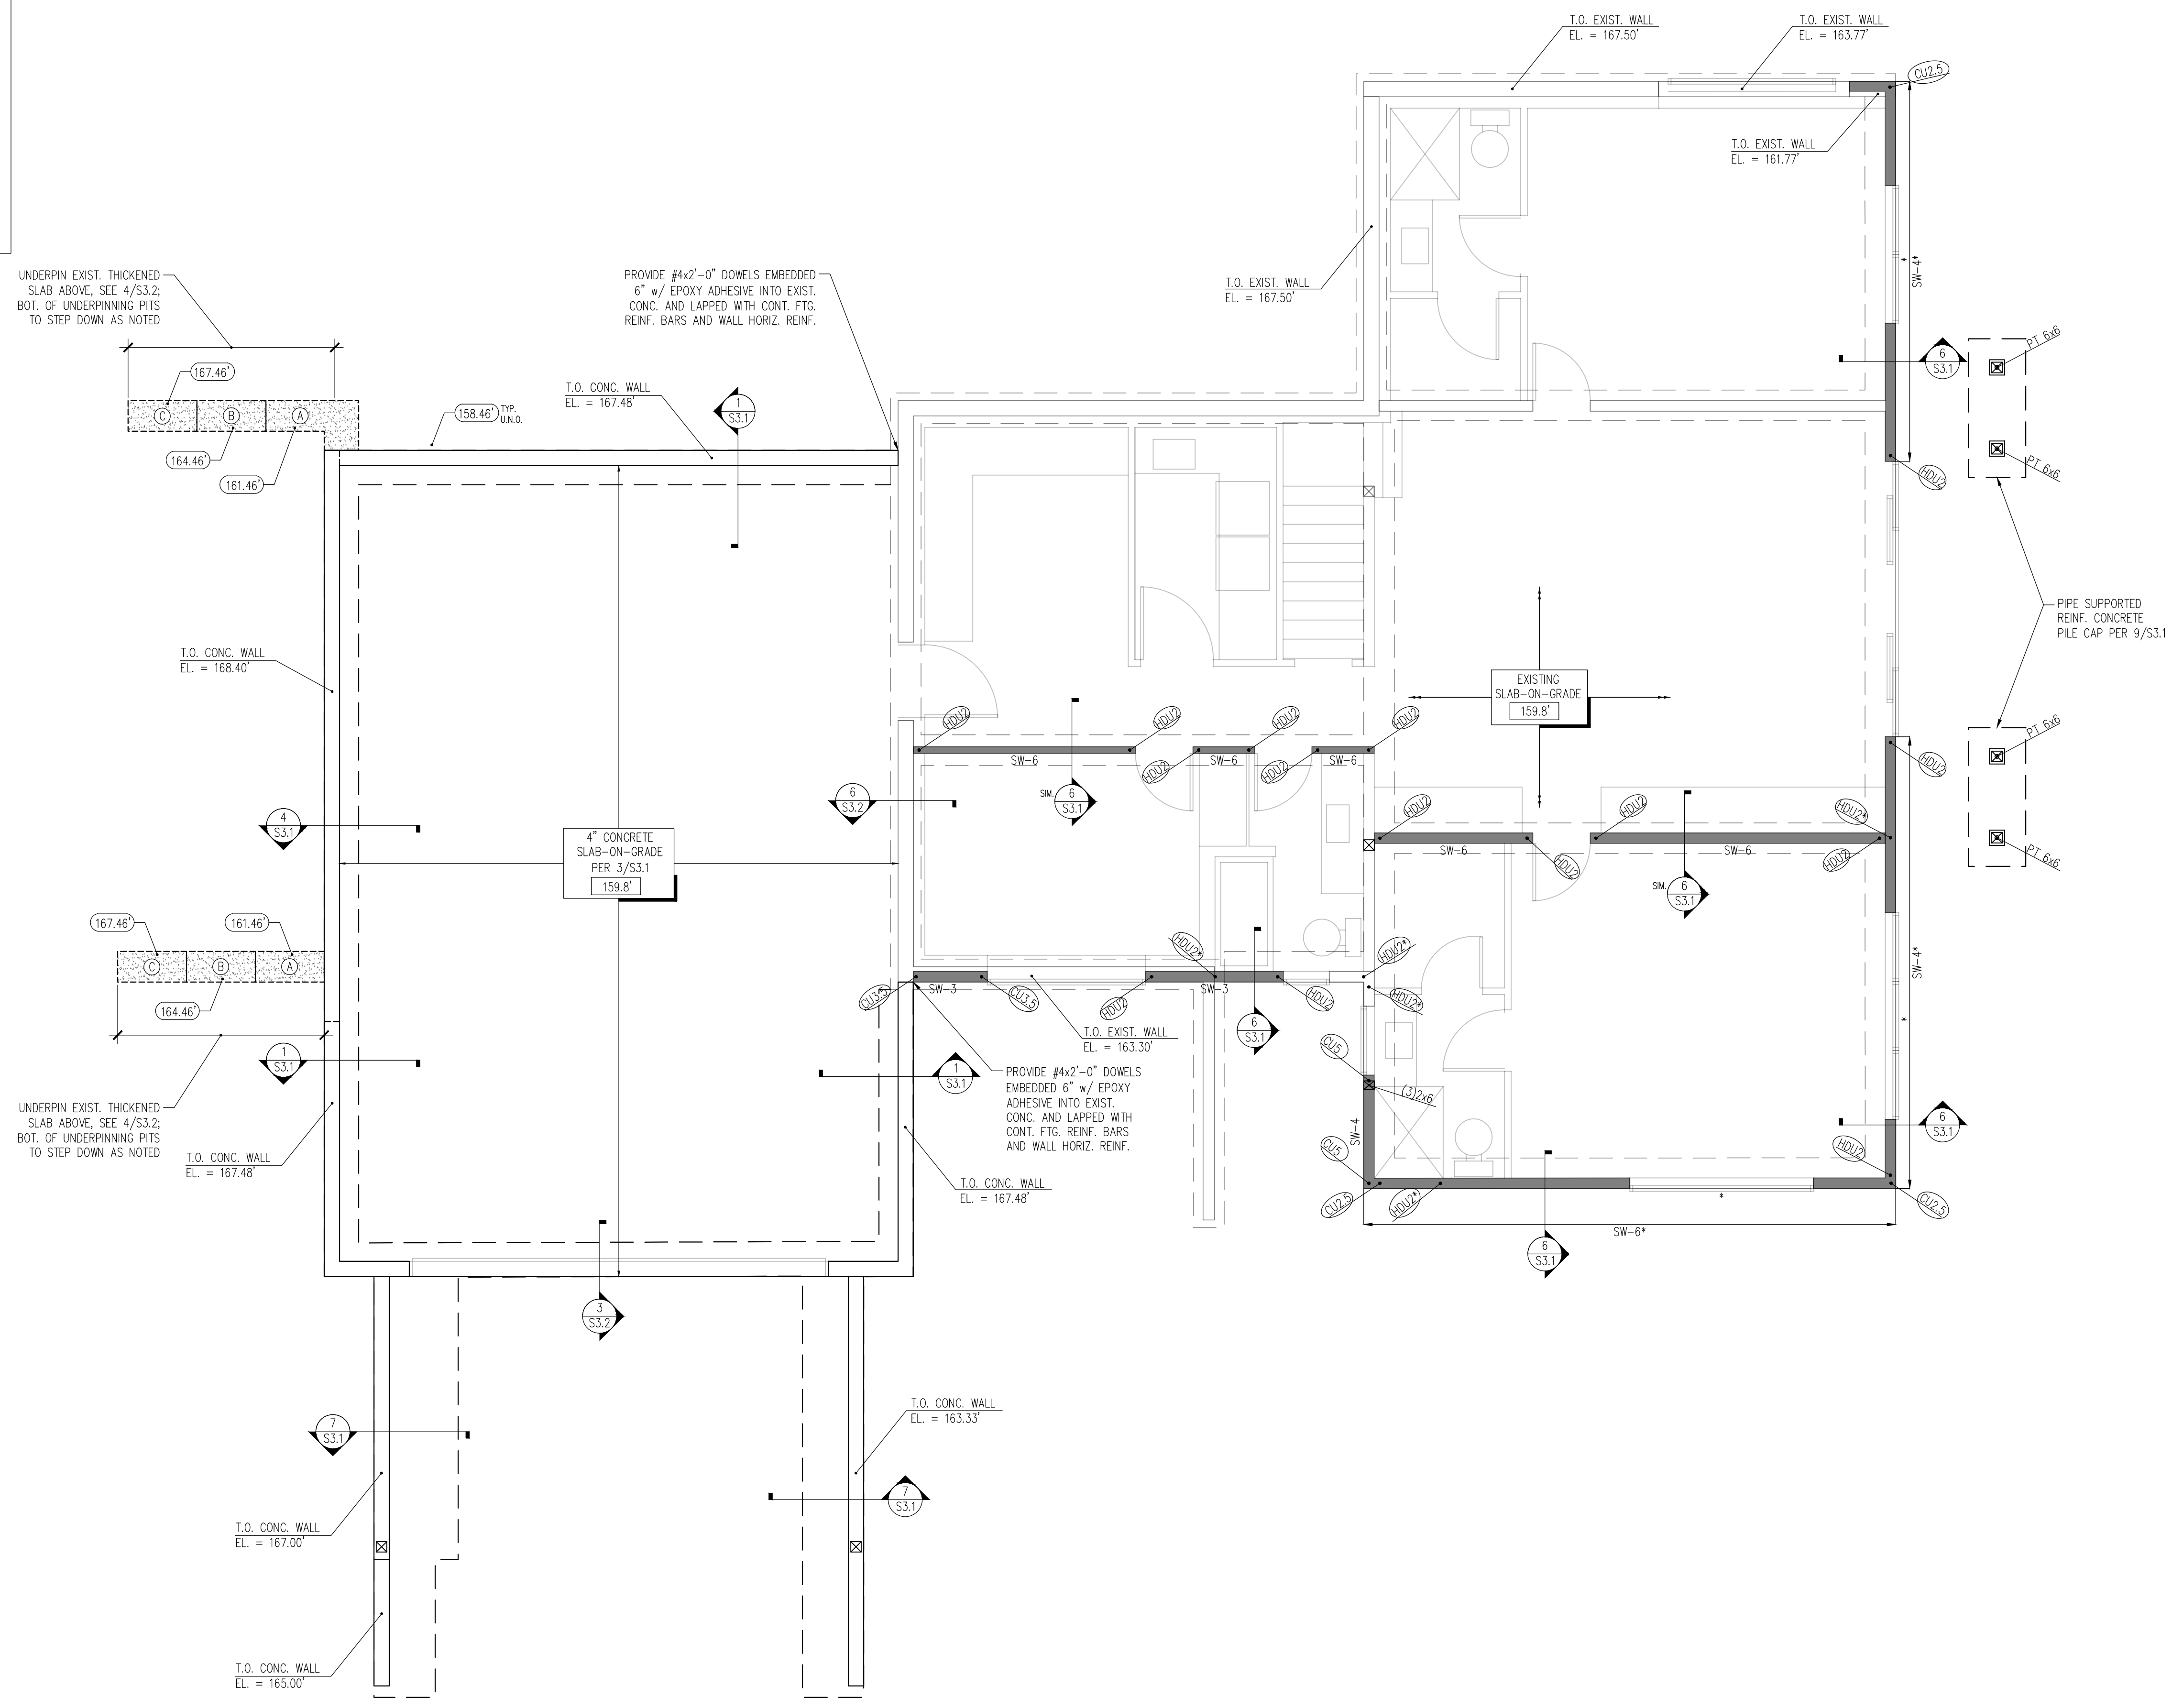 T.O. EXIST. WALL
EL. = 167.50'
T.O. EXIST. WALL
EL. = 163.77'
CU2.5
T.O. EXIST. WALL
EL. = 161.77'
UNDERPIN EXIST. THICKENED
SLAB ABOVE, SEE 4/S3.2;
BOT. OF UNDERPINNING PITS
TO STEP DOWN AS NOTED
PROVIDE #4x2'-0" DOWELS EMBEDDED
6" w/ EPOXY ADHESIVE INTO EXIST.
CONC. AND LAPPED WITH CONT. FTG.
REINF. BARS AND WALL HORIZ. REINF.
T.O. EXIST. WALL
EL. = 167.50'
*
SW-4*
167.46'
T.O. CONC. WALL
EL. = 167.48'
1
S3.1
158.46' TYP.
U.N.O.
C
B
A
164.46'
161.46'
6
S3.1
PT 6x6
PT 6x6
HDU2
PIPE SUPPORTED
REINF. CONCRETE
PILE CAP PER 9/S3.1
T.O. CONC. WALL
EL. = 168.40'
EXISTING
SLAB-ON-GRADE
159.8'
HDU2
HDU2
HDU2
HDU2
SW-6
SW-6
SW-6
HDU2
HDU2
HDU2
PT 6x6
PT 6x6
6
S3.2
SIM.
6
S3.1
4
S3.1
4" CONCRETE
SLAB-ON-GRADE
PER 3/S3.1
159.8'
HDU2
HDU2
HDU2*
SW-6
SW-6
HDU2
HDU2
SIM.
6
S3.1
167.46'
161.46'
C
B
A
164.46'
HDU2*
HDU2*
SW-4*
*
CU3.5
SW-3
CU3.5
HDU2
SW-3
HDU2
HDU2*
6
S3.1
T.O. EXIST. WALL
EL. = 163.30'
1
S3.1
1
S3.1
PROVIDE #4x2'-0" DOWELS
EMBEDDED 6" w/ EPOXY
ADHESIVE INTO EXIST.
CONC. AND LAPPED WITH
CONT. FTG. REINF. BARS
AND WALL HORIZ. REINF.
CU5
(3)2x6
SW-4
CU5
6
S3.1
HDU2
UNDERPIN EXIST. THICKENED
SLAB ABOVE, SEE 4/S3.2;
BOT. OF UNDERPINNING PITS
TO STEP DOWN AS NOTED
T.O. CONC. WALL
EL. = 167.48'
T.O. CONC. WALL
EL. = 167.48'
CU2.5
HDU2*
*
CU2.5
SW-6*
6
S3.1
3
S3.2
7
S3.1
T.O. CONC. WALL
EL. = 163.33'
7
S3.1
T.O. CONC. WALL
EL. = 167.00'
T.O. CONC. WALL
EL. = 165.00'